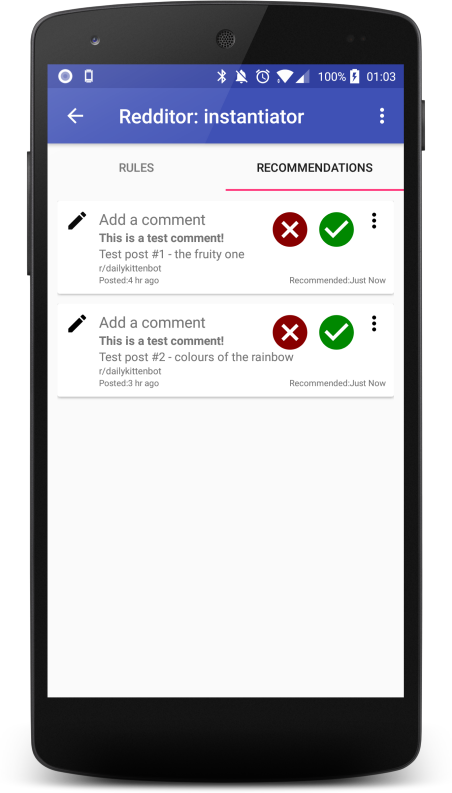 100% 01:03
Redditor: instantiator
RULES RECOMMENDATIONS
Add a comment
This is a test comment!
Test post #1 - the fruity one
r/dailykittenbot
Posted:4 hr ago Recommended:Just Now
Add a comment
This is a test comment!
Test post #2 - colours of the rainbow
r/dailykittenbot
Posted:3 hr ago Recommended:Just Now